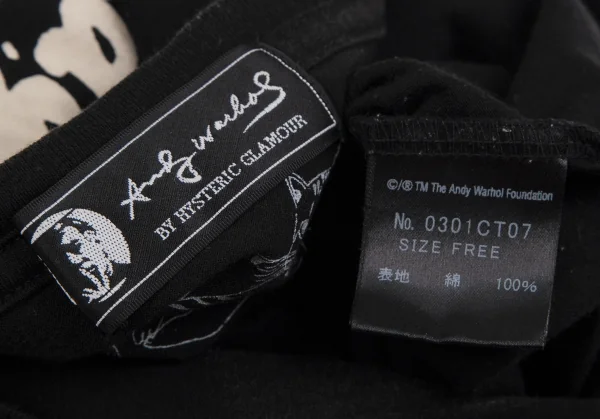 Andy Warhol
BY HYSTERIC GLAMOUR
©/® TM The Andy Warhol Foundation
No. 0301CT07
SIZE FREE
表地 綿 100%